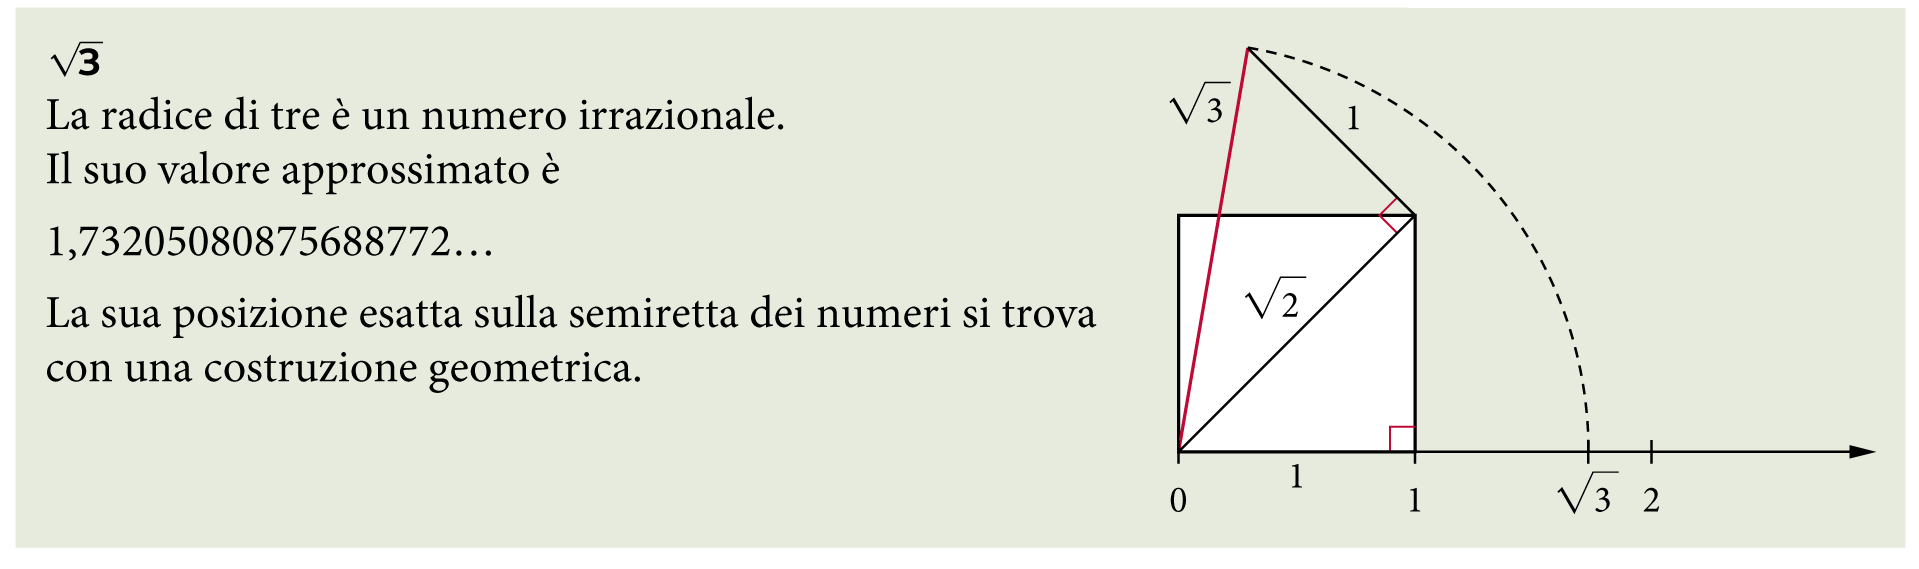 √3
La radice di tre è un numero irrazionale.
Il suo valore approssimato è
1,73205080875688772…
La sua posizione esatta sulla semiretta dei numeri si trova
con una costruzione geometrica.
√3
1
√2
1
0
1
√3
2